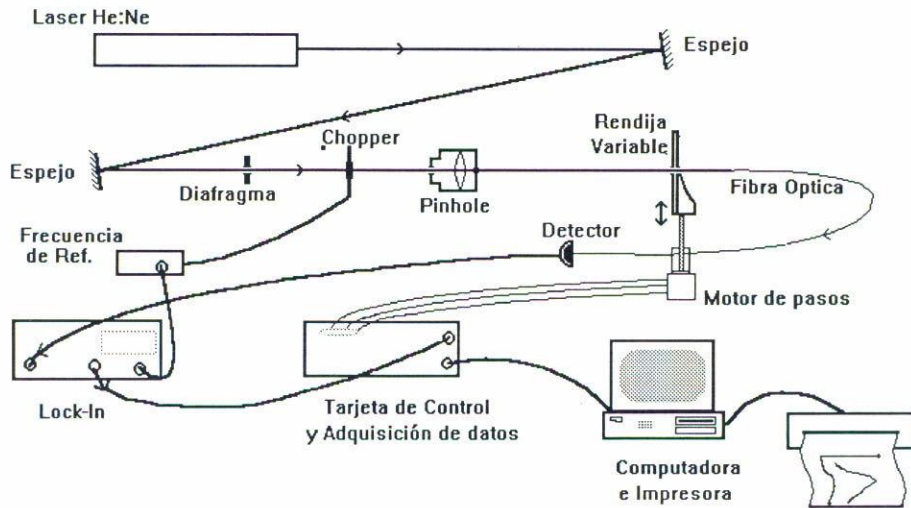 Laser He:Ne
Espejo
Chopper
Rendija
Variable
Espejo
Diafragma
Pinhole
Fibra Optica
Frecuencia
de Ref.
Detector
Motor de pasos
Lock-In
Tarjeta de Control
y Adquisición de datos
Computadora
e Impresora